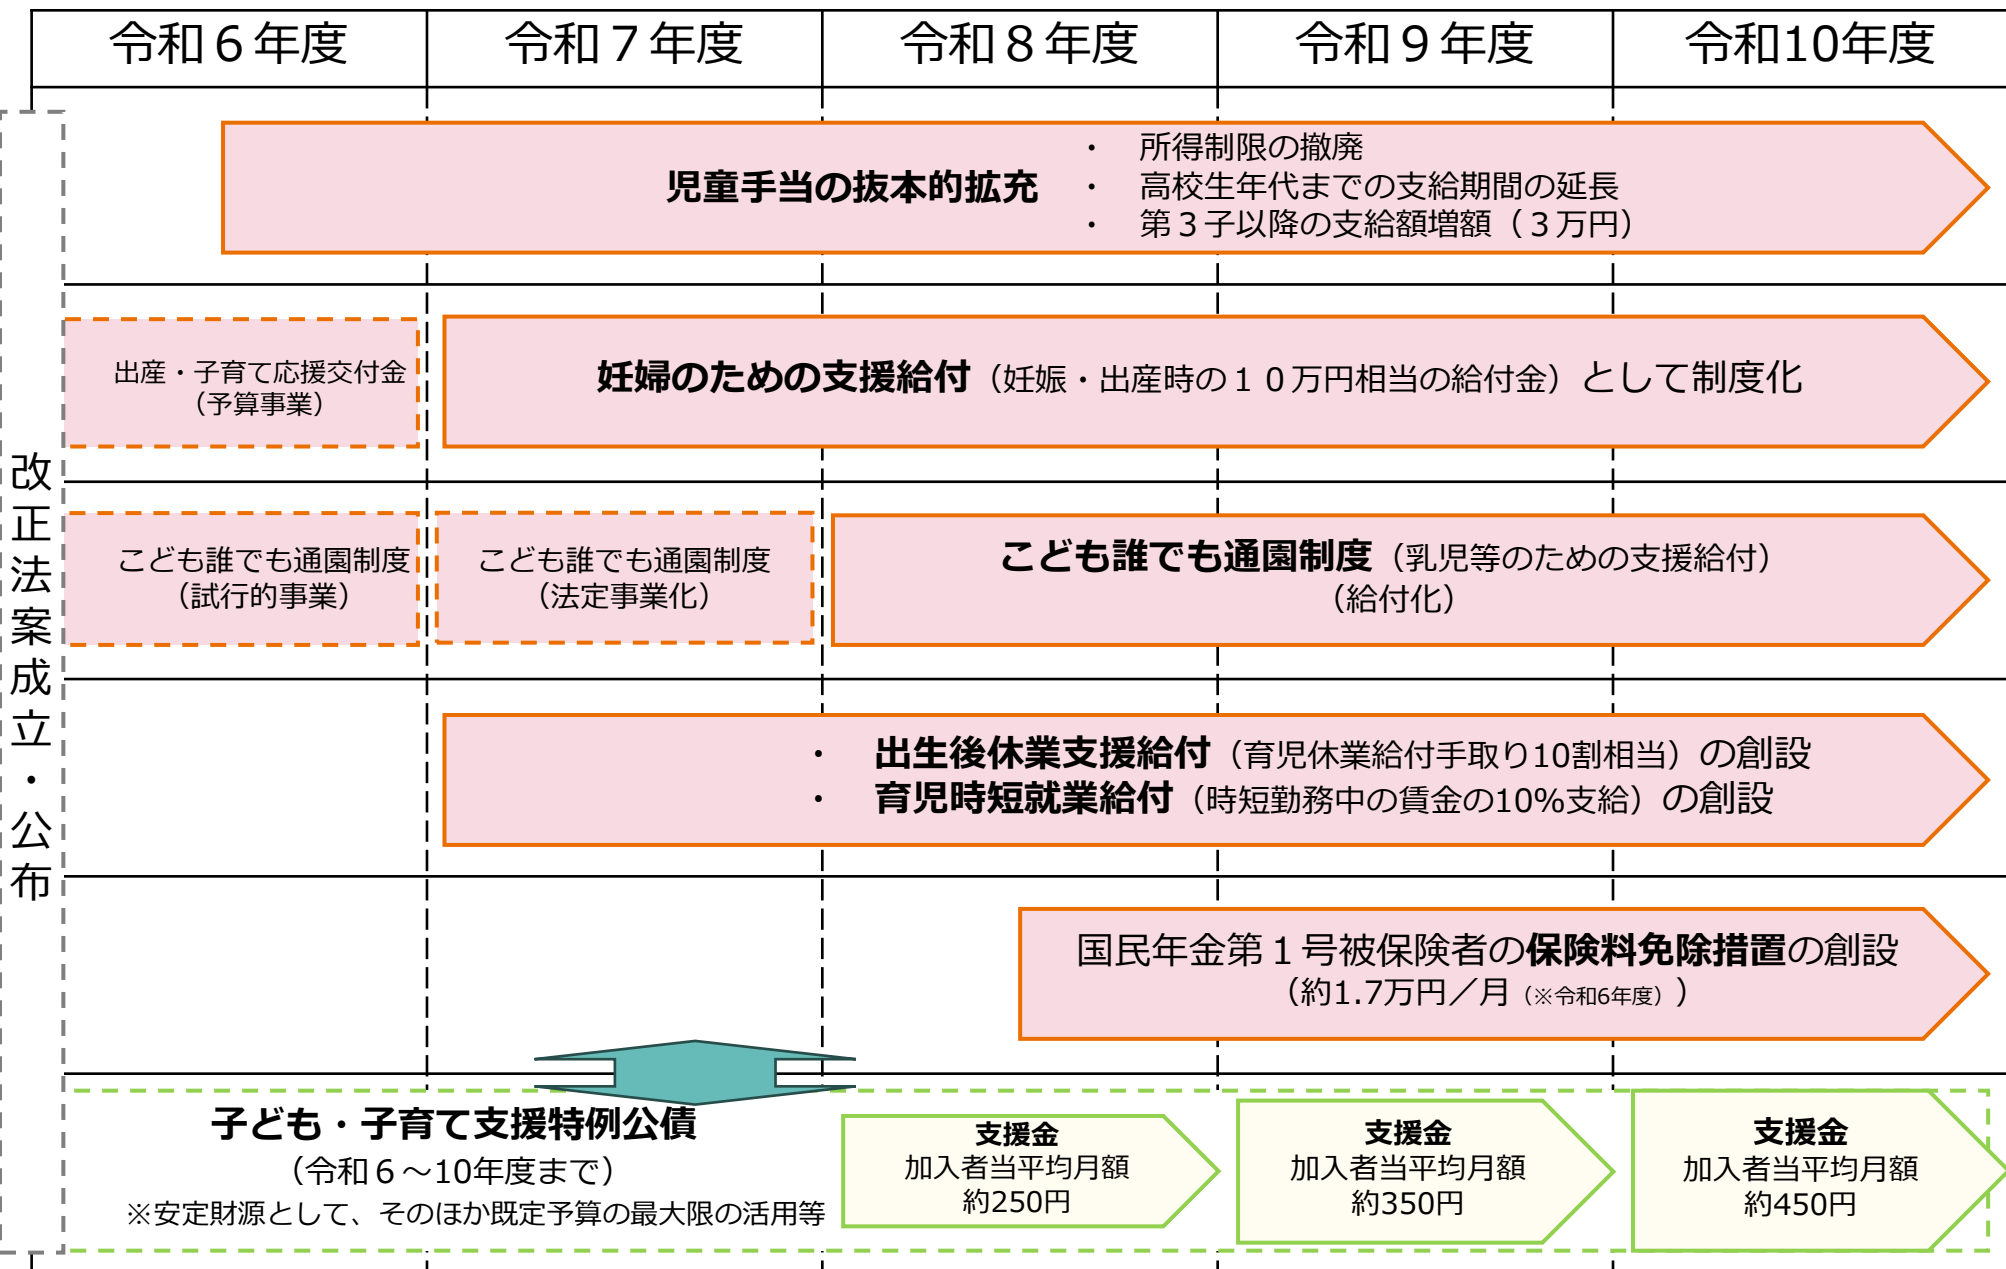 令和６年度
令和７年度
令和８年度
令和９年度
令和10年度
改正法案成立・公布
児童手当の抜本的拡充
・ 所得制限の撤廃
・ 高校生年代までの支給期間の延長
・ 第３子以降の支給額増額（３万円）
出産・子育て応援交付金
（予算事業）
妊婦のための支援給付（妊娠・出産時の１０万円相当の給付金）として制度化
こども誰でも通園制度
（試行的事業）
こども誰でも通園制度
（法定事業化）
こども誰でも通園制度（乳児等のための支援給付）
（給付化）
・ 出生後休業支援給付（育児休業給付手取り10割相当）の創設
・ 育児時短就業給付（時短勤務中の賃金の10%支給）の創設
国民年金第１号被保険者の保険料免除措置の創設
（約1.7万円／月（※令和6年度））
子ども・子育て支援特例公債
（令和６～10年度まで）
※安定財源として、そのほか既定予算の最大限の活用等
支援金
加入者当平均月額
約250円
支援金
加入者当平均月額
約350円
支援金
加入者当平均月額
約450円